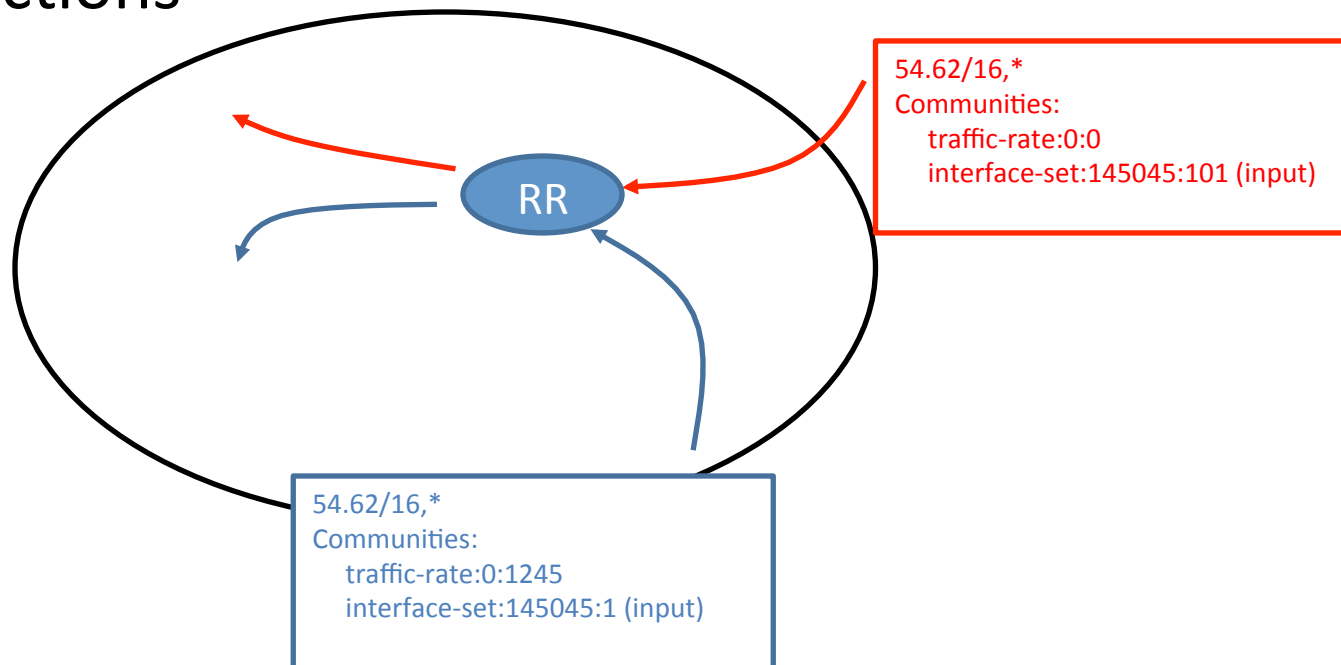 54.62/16,*
Communities:
traffic-rate:0:0
interface-set:145045:101 (input)
RR
54.62/16,*
Communities:
traffic-rate:0:1245
interface-set:145045:1 (input)